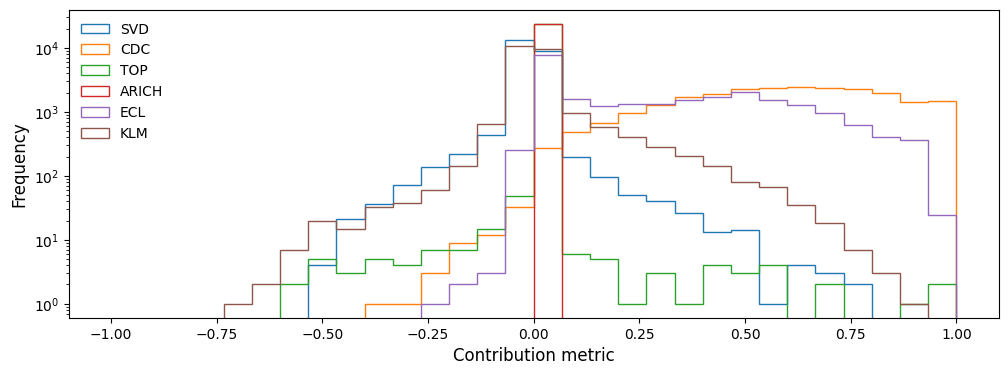 SVD
CDC
TOP
ARICH
ECL
KLM
Frequency
10⁴
10³
10²
10¹
10⁰
−1.00 −0.75 −0.50 −0.25 0.00 0.25 0.50 0.75 1.00
Contribution metric